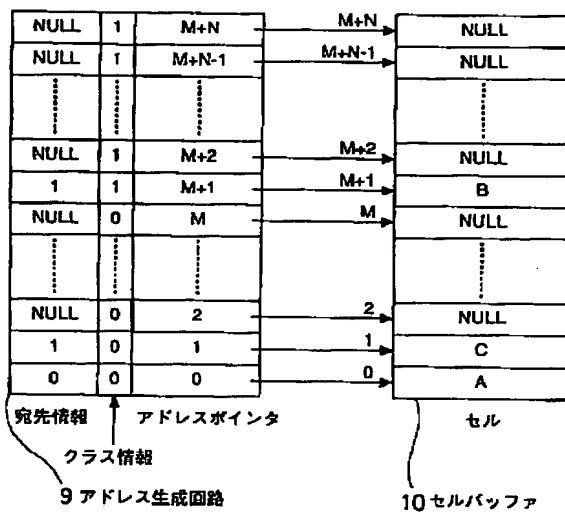 NULL 1 M+N M+N NULL
NULL 1 M+N-1 M+N-1 NULL
NULL 1 M+2 M+2 NULL
1 1 M+1 M+1 B
NULL 0 M M NULL
NULL 0 2 2 NULL
1 0 1 1 C
0 0 0 0 A
宛先情報 アドレスポインタ セル
クラス情報
9 アドレス生成回路 10 セルバッファ